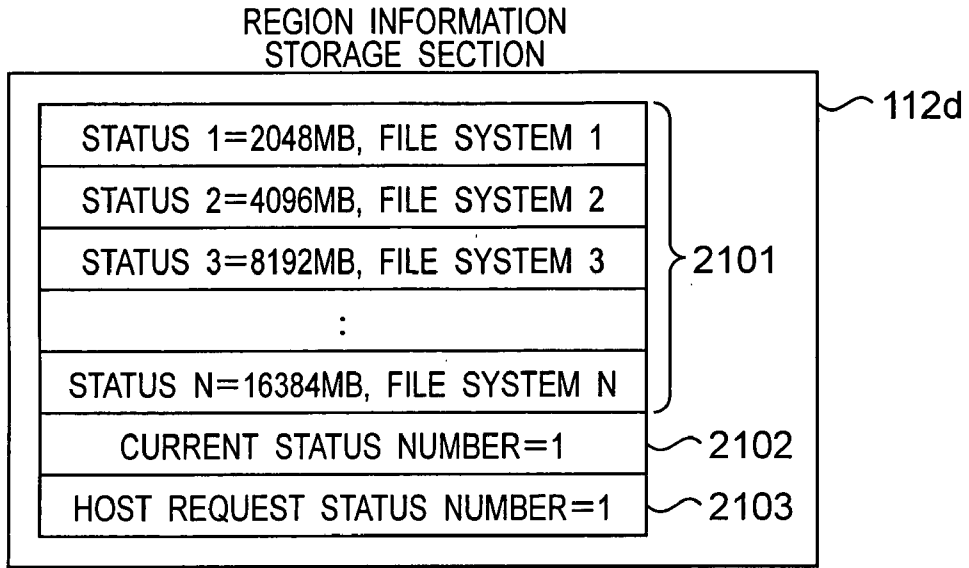 REGION INFORMATION
STORAGE SECTION
112d
STATUS 1=2048MB, FILE SYSTEM 1
STATUS 2=4096MB, FILE SYSTEM 2
STATUS 3=8192MB, FILE SYSTEM 3
2101
:
STATUS N=16384MB, FILE SYSTEM N
CURRENT STATUS NUMBER=1
2102
HOST REQUEST STATUS NUMBER=1
2103